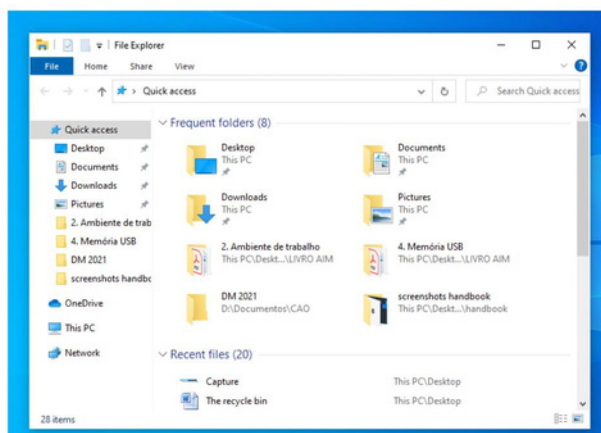 File Explorer
File Home Share View
Quick access Search Quick access
Quick access
Desktop
Documents
Downloads
Pictures
2. Ambiente de trab
4. Memória USB
DM 2021
screenshots handbo
OneDrive
This PC
Network
Frequent folders (8)
Desktop
This PC
Documents
This PC
Downloads
This PC
Pictures
This PC
2. Ambiente de trabalho
This PC\Deskt...\LIVRO AIM
4. Memória USB
This PC\Deskt...\LIVRO AIM
DM 2021
D:\Documentos\CAO
screenshots handbook
This PC\Deskt...\handbook
Recent files (20)
Capture This PC\Desktop
The recycle bin This PC\Desktop
28 items